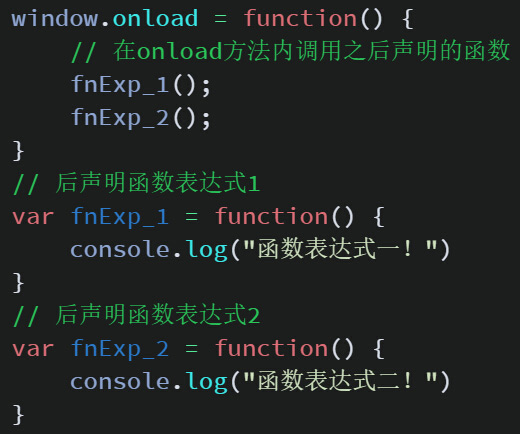 window.onload = function() {
    // 在onload方法内调用之后声明的函数
    fnExp_1();
    fnExp_2();
}
// 后声明函数表达式1
var fnExp_1 = function() {
    console.log("函数表达式一！")
}
// 后声明函数表达式2
var fnExp_2 = function() {
    console.log("函数表达式二！")
}